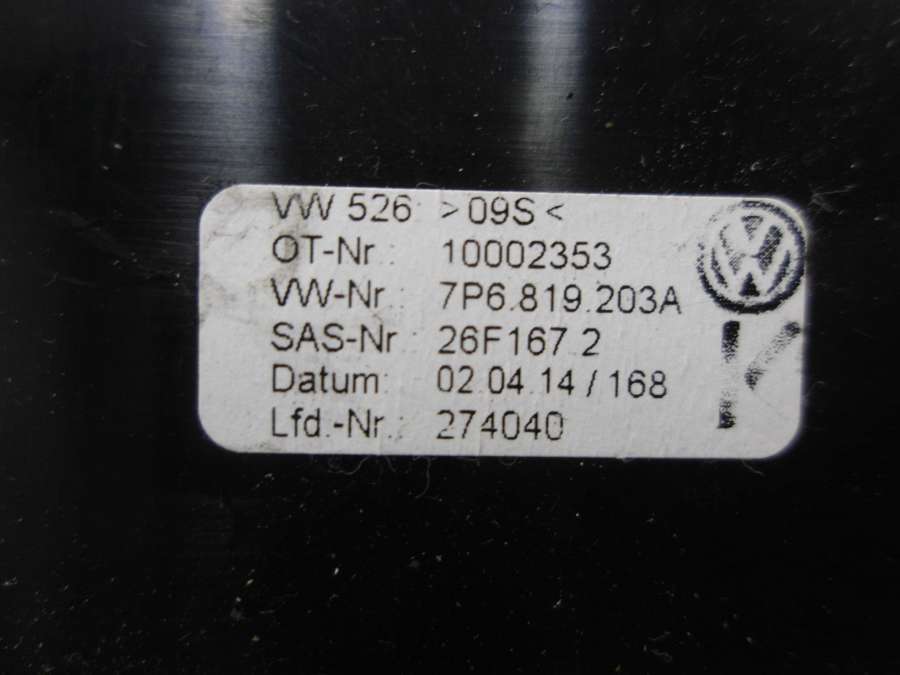 VW 526 >09S<
OT-Nr.: 10002353
VW-Nr.: 7P6.819.203A
SAS-Nr.: 26F167.2
Datum: 02.04.14 / 168
Lfd.-Nr.: 274040
VW
K